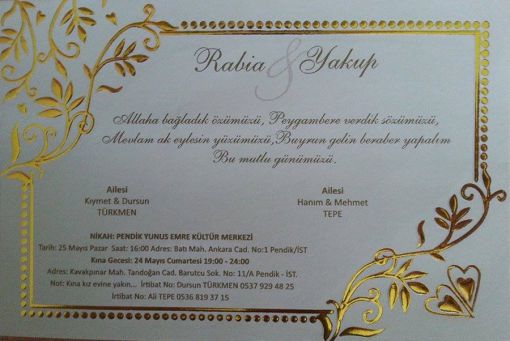 Rabia & Yakup
Allaha bağladık özümüzü, Peygambere verdik sözümüzü,
Mevlam ak eylesin yüzümüzü,Buyrun gelin beraber yapalım
Bu mutlu günümüzü.
Ailesi
Kıymet & Dursun
TÜRKMEN
Ailesi
Hanım & Mehmet
TEPE
NİKAH: PENDİK YUNUS EMRE KÜLTÜR MERKEZİ
Tarih: 25 Mayıs Pazar Saat: 16:00 Adres: Batı Mah. Ankara Cad. No:1 Pendik/İST
Kına Gecesi: 24 Mayıs Cumartesi 19:00 - 24:00
Adres: Kavakpınar Mah. Tandoğan Cad. Barutcu Sok. No: 11/A Pendik - İST.
Not: Kına kız evine yakın... İrtibat No: Dursun TÜRKMEN 0537 929 48 25
İrtibat No: Ali TEPE 0536 819 37 15